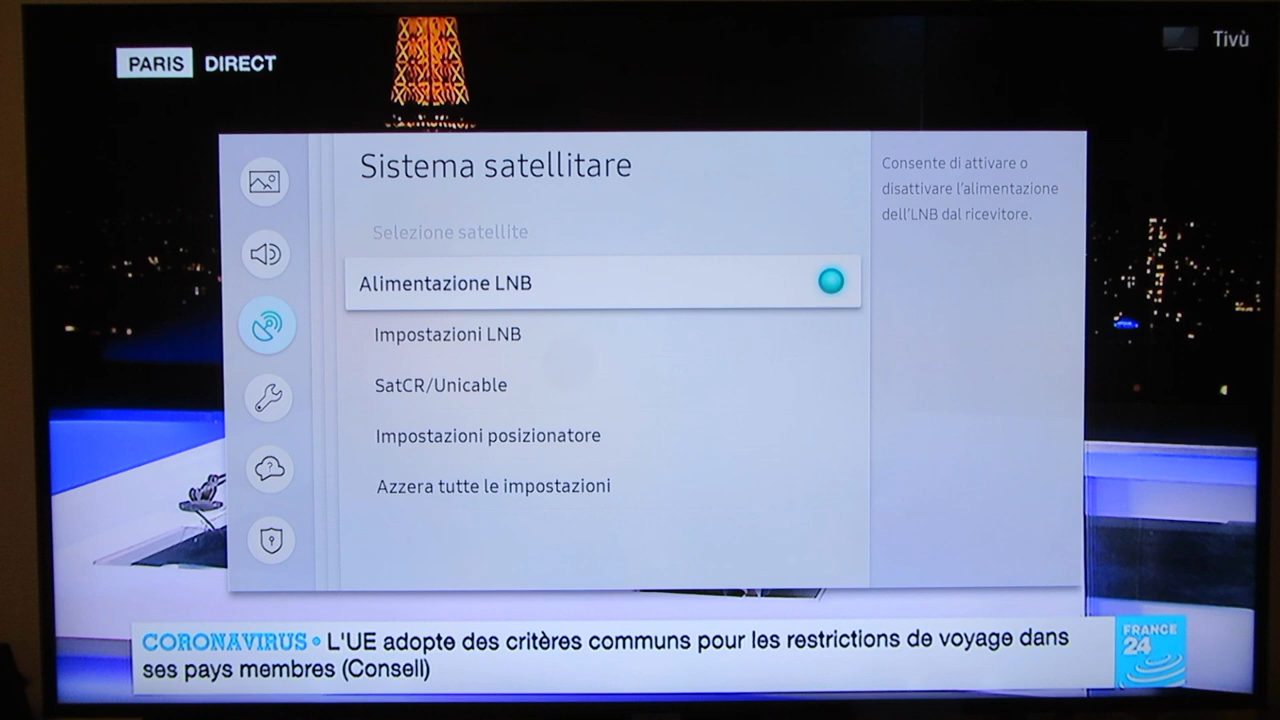 PARIS DIRECT
Tivù
Sistema satellitare
Selezione satellite
Alimentazione LNB
Impostazioni LNB
SatCR/Unicable
Impostazioni posizionatore
Azzera tutte le impostazioni
Consente di attivare o
disattivare l'alimentazione
dell'LNB dal ricevitore.
CORONAVIRUS • L'UE adopte des critères communs pour les restrictions de voyage dans
ses pays membres (Conseil)
FRANCE
24